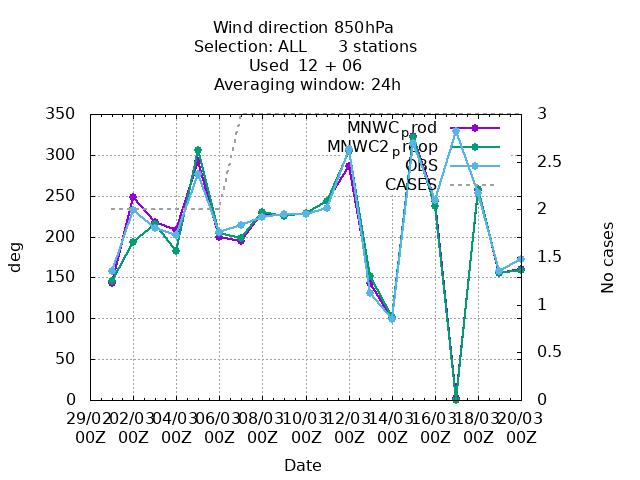 Wind direction 850hPa
Selection: ALL      3 stations
Used  12 + 06
Averaging window: 24h
350
300
250
200
150
100
50
0
deg
3
2.5
2
1.5
1
0.5
0
No cases
MNWCprod
MNWC2preop
OBS
CASES
29/02 02/03 04/03 06/03 08/03 10/03 12/03 14/03 16/03 18/03 20/03
00Z 00Z 00Z 00Z 00Z 00Z 00Z 00Z 00Z 00Z 00Z
Date